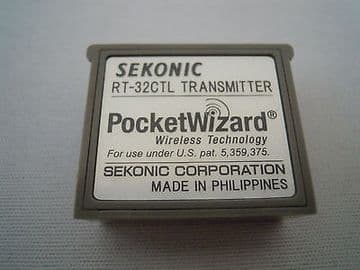 SEKONIC
RT-32CTL TRANSMITTER
PocketWizard®
Wireless Technology
For use under U.S. pat. 5,359,375.
SEKONIC CORPORATION
MADE IN PHILIPPINES